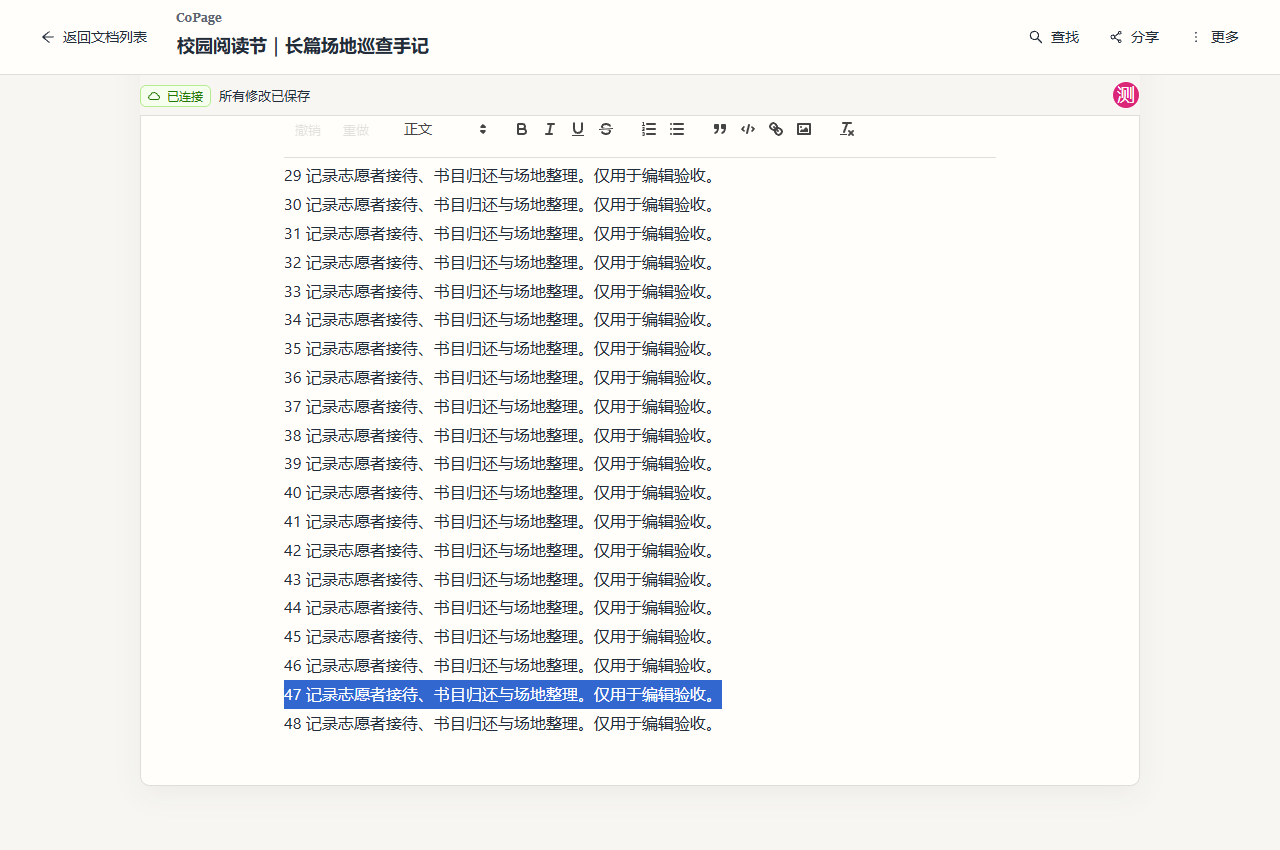 返回文档列表
CoPage
校园阅读节｜长篇场地巡查手记
查找
分享
更多
已连接
所有修改已保存
测
撤销
重做
正文
29 记录志愿者接待、书目归还与场地整理。仅用于编辑验收。
30 记录志愿者接待、书目归还与场地整理。仅用于编辑验收。
31 记录志愿者接待、书目归还与场地整理。仅用于编辑验收。
32 记录志愿者接待、书目归还与场地整理。仅用于编辑验收。
33 记录志愿者接待、书目归还与场地整理。仅用于编辑验收。
34 记录志愿者接待、书目归还与场地整理。仅用于编辑验收。
35 记录志愿者接待、书目归还与场地整理。仅用于编辑验收。
36 记录志愿者接待、书目归还与场地整理。仅用于编辑验收。
37 记录志愿者接待、书目归还与场地整理。仅用于编辑验收。
38 记录志愿者接待、书目归还与场地整理。仅用于编辑验收。
39 记录志愿者接待、书目归还与场地整理。仅用于编辑验收。
40 记录志愿者接待、书目归还与场地整理。仅用于编辑验收。
41 记录志愿者接待、书目归还与场地整理。仅用于编辑验收。
42 记录志愿者接待、书目归还与场地整理。仅用于编辑验收。
43 记录志愿者接待、书目归还与场地整理。仅用于编辑验收。
44 记录志愿者接待、书目归还与场地整理。仅用于编辑验收。
45 记录志愿者接待、书目归还与场地整理。仅用于编辑验收。
46 记录志愿者接待、书目归还与场地整理。仅用于编辑验收。
47 记录志愿者接待、书目归还与场地整理。仅用于编辑验收。
48 记录志愿者接待、书目归还与场地整理。仅用于编辑验收。